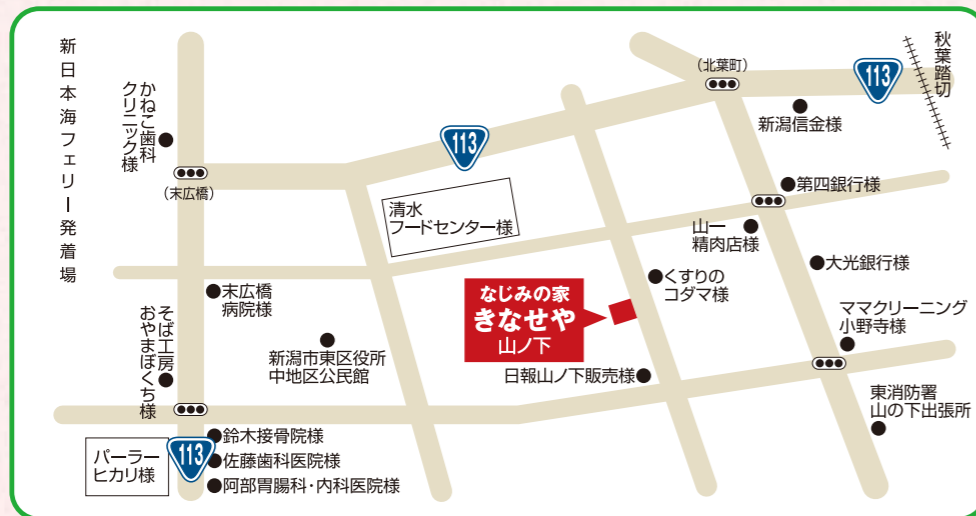 新日本海フェリー発着場
かねこ歯科
クリニック様
(末広橋)
113
清水
フードセンター様
(北葉町)
113
秋葉踏切
新潟信金様
第四銀行様
山一
精肉店様
大光銀行様
くすりの
コダマ様
なじみの家
きなせや
山ノ下
ママクリーニング
小野寺様
末広橋
病院様
そば工房
おやまぼくち様
新潟市東区役所
中地区公民館
日報山ノ下販売様
東消防署
山の下出張所
パーラー
ヒカリ様
113
鈴木接骨院様
佐藤歯科医院様
阿部胃腸科・内科医院様